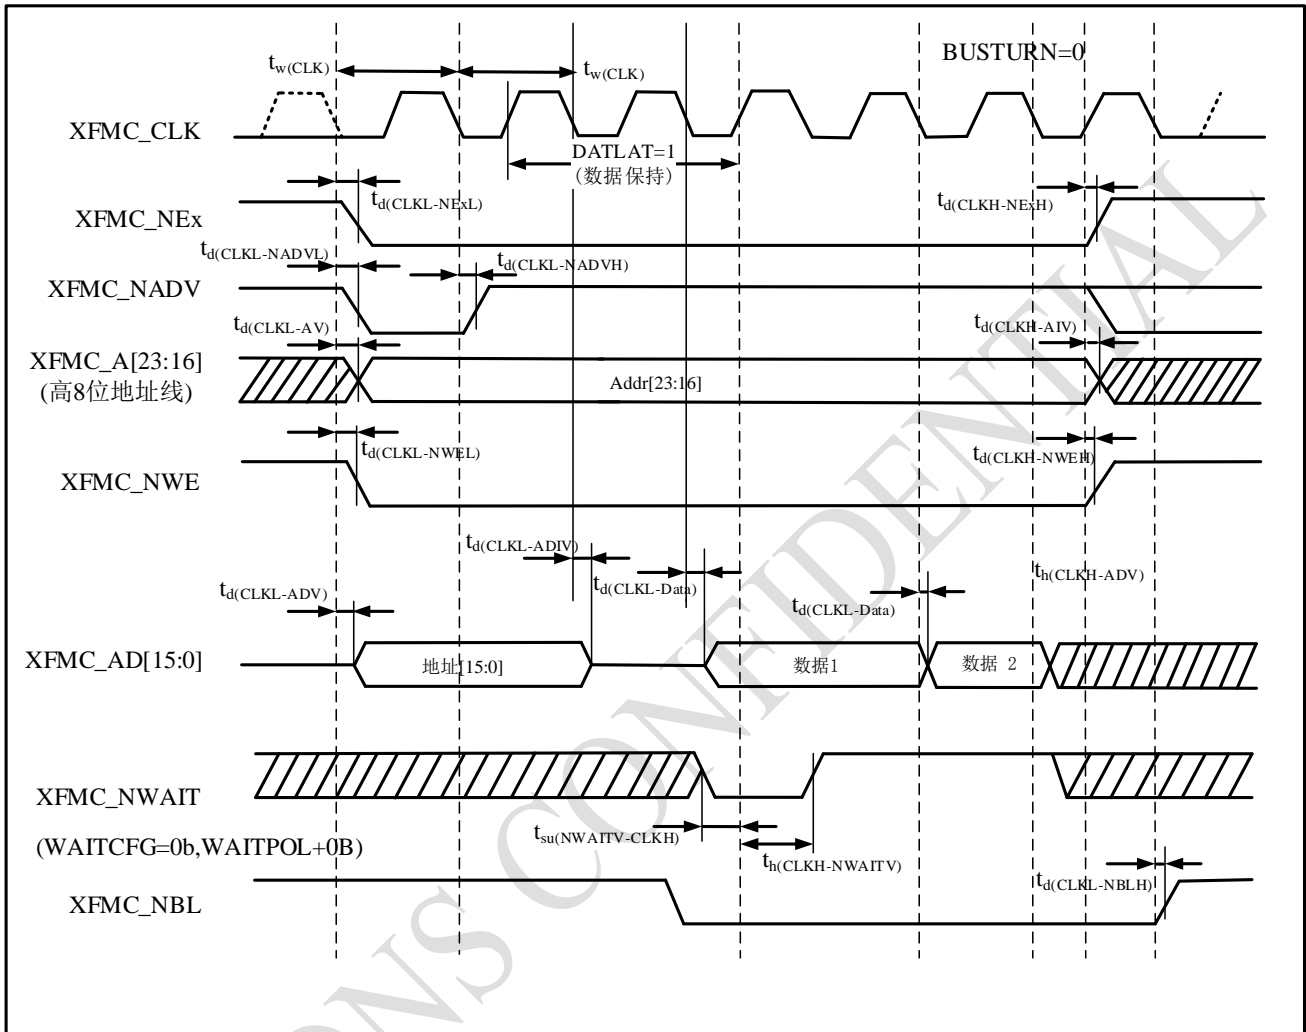 BUSTURN=0
tw(CLK)
tw(CLK)
XFMC_CLK
DATLAT=1
(数据保持)
td(CLKL-NExL)
td(CLKH-NExH)
XFMC_NEx
td(CLKL-NADVL)
td(CLKL-NADVH)
XFMC_NADV
td(CLKL-AV)
td(CLKH-AIV)
XFMC_A[23:16]
(高8位地址线)
Addr[23:16]
td(CLKL-NWEL)
td(CLKH-NWEH)
XFMC_NWE
td(CLKL-ADIV)
td(CLKL-ADV)
td(CLKL-Data)
td(CLKL-Data)
th(CLKH-ADV)
XFMC_AD[15:0]
地址[15:0]
数据1
数据 2
XFMC_NWAIT
(WAITCFG=0b,WAITPOL+0B)
tsu(NWAITV-CLKH)
th(CLKH-NWAITV)
td(CLKL-NBLH)
XFMC_NBL
ONS CONFIDENTIAL